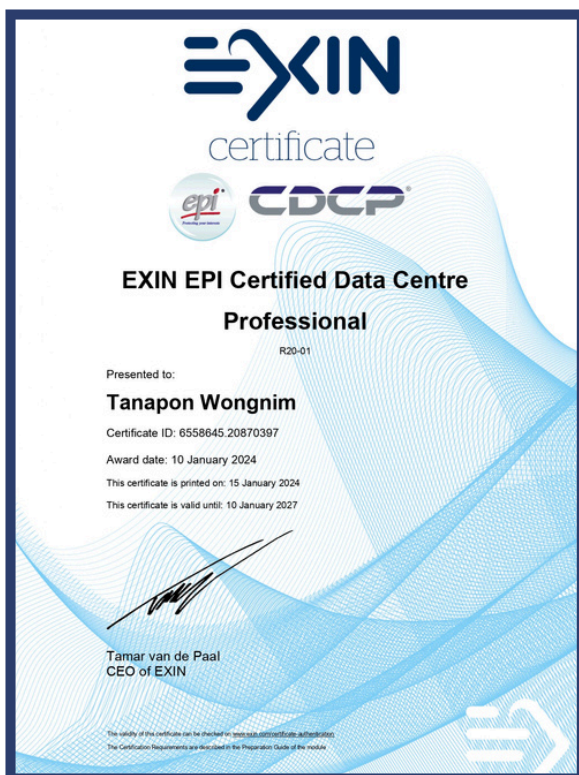 EXIN
certificate
epi®
Protecting your interests
CDCP®
EXIN EPI Certified Data Centre
Professional
R20-01
Presented to:
Tanapon Wongnim
Certificate ID: 6558645.20870397
Award date: 10 January 2024
This certificate is printed on: 15 January 2024
This certificate is valid until: 10 January 2027
Tamar van de Paal
CEO of EXIN
The validity of this certificate can be checked on www.exin.com/certificate-authentication
The Certification Requirements are described in the Preparation Guide of the module